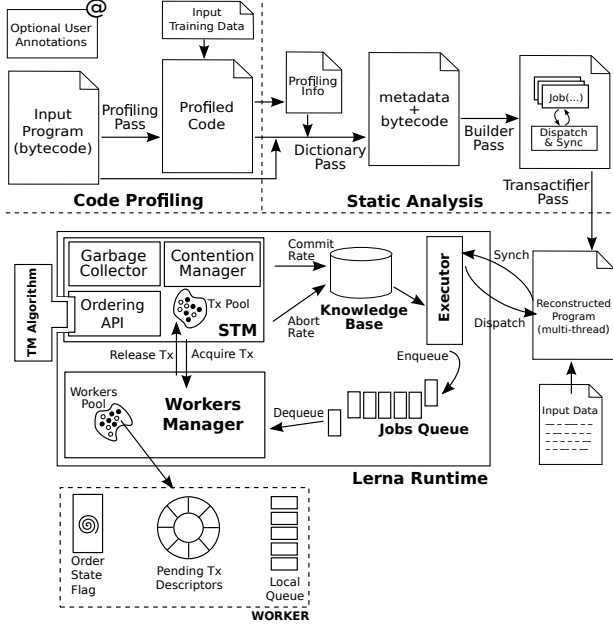 @
Optional User
Annotations
Input
Training Data
Input
Program
(bytecode)
Profiling
Pass
Profiled
Code
Profiling
Info
Dictionary
Pass
metadata
+
bytecode
Builder
Pass
Job(...)
Dispatch
& Sync
Transactifier
Pass
Code Profiling
Static Analysis
Garbage
Collector
Contention
Manager
Ordering
API
Tx Pool
STM
TM Algorithm
Commit
Rate
Abort
Rate
Knowledge
Base
Executor
Synch
Dispatch
Reconstructed
Program
(multi-thread)
Release Tx
Acquire Tx
Enqueue
Workers
Pool
Workers
Manager
Dequeue
Jobs Queue
Input Data
Lerna Runtime
Order
State
Flag
Pending Tx
Descriptors
Local
Queue
WORKER